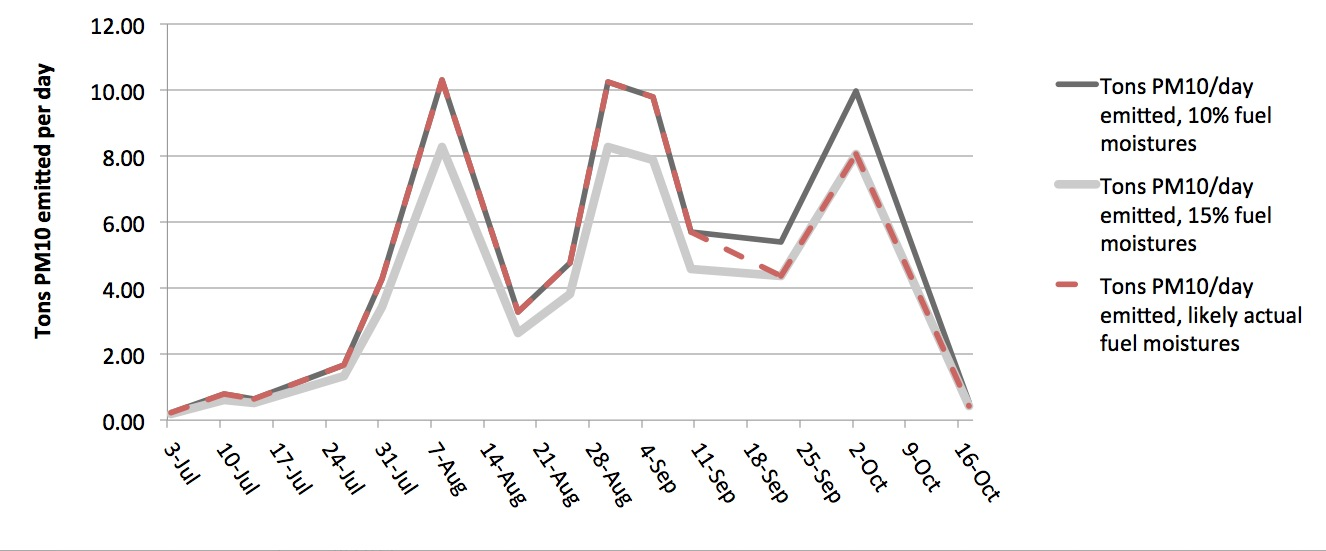 12.00
10.00
8.00
6.00
4.00
2.00
0.00
Tons PM10 emitted per day
3-Jul
10-Jul
17-Jul
24-Jul
31-Jul
7-Aug
14-Aug
21-Aug
28-Aug
4-Sep
11-Sep
18-Sep
25-Sep
2-Oct
9-Oct
16-Oct
Tons PM10/day
emitted, 10% fuel
moistures
Tons PM10/day
emitted, 15% fuel
moistures
Tons PM10/day
emitted, likely actual
fuel moistures